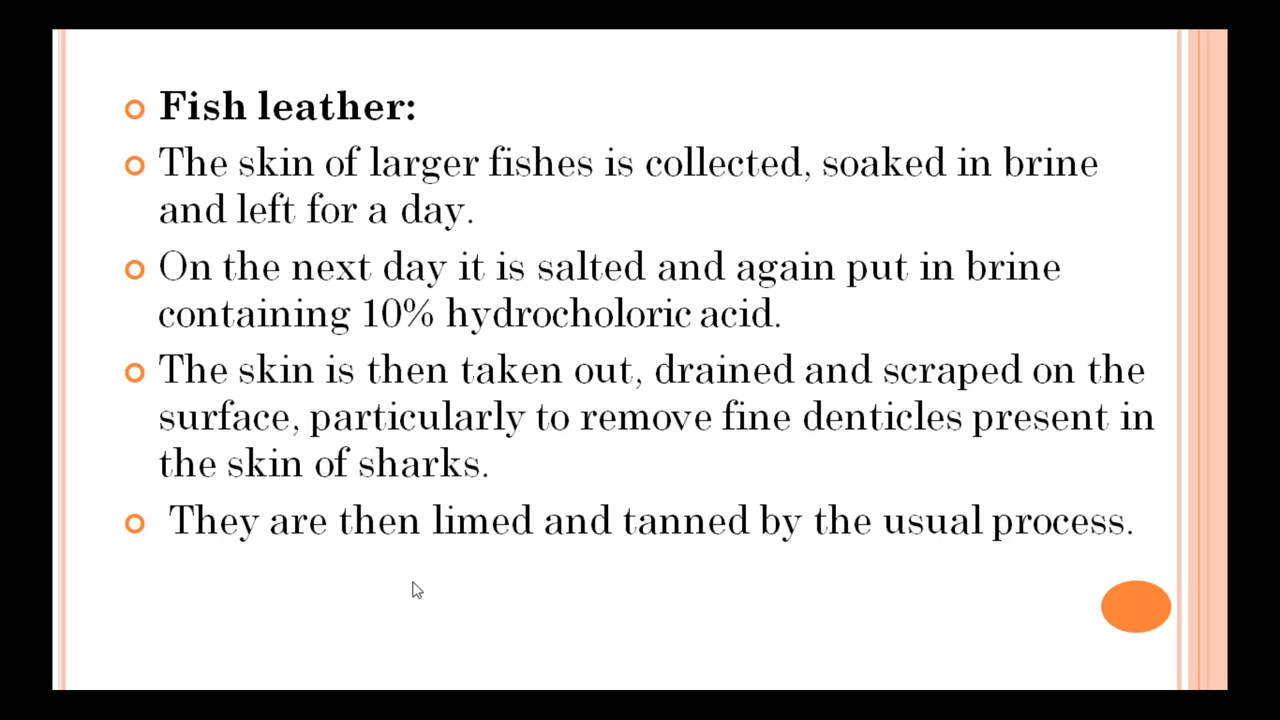 Fish leather:
The skin of larger fishes is collected, soaked in brine
and left for a day.
On the next day it is salted and again put in brine
containing 10% hydrocholoric acid.
The skin is then taken out, drained and scraped on the
surface, particularly to remove fine denticles present in
the skin of sharks.
They are then limed and tanned by the usual process.